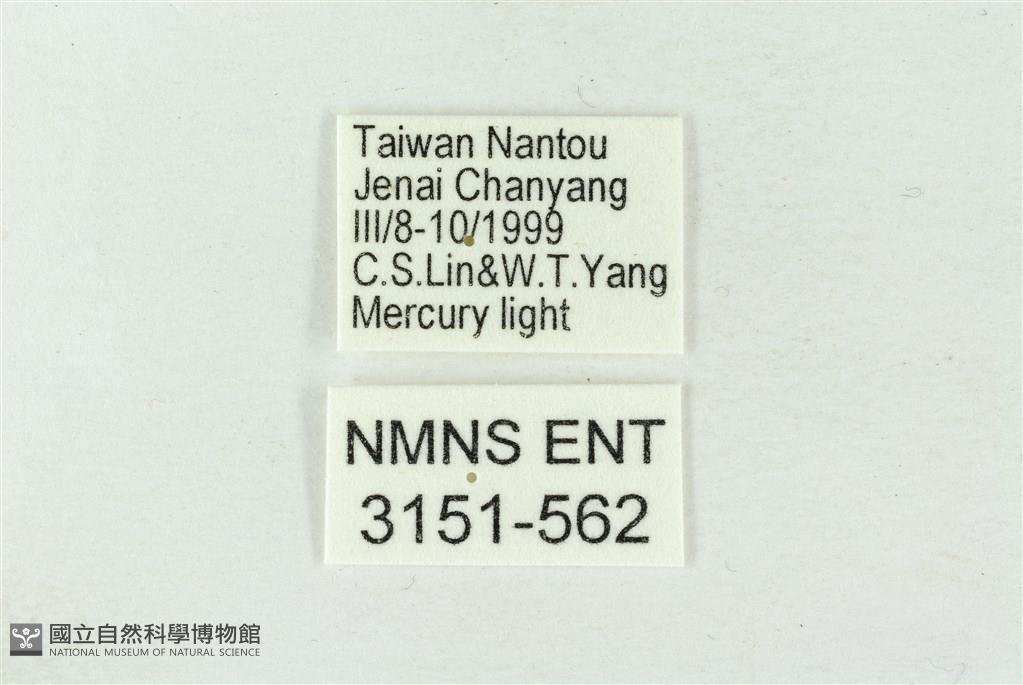 Taiwan Nantou
Jenai Chanyang
III/8-10/1999
C.S.Lin&W.T.Yang
Mercury light
NMNS ENT
3151-562
國立自然科學博物館
NATIONAL MUSEUM OF NATURAL SCIENCE